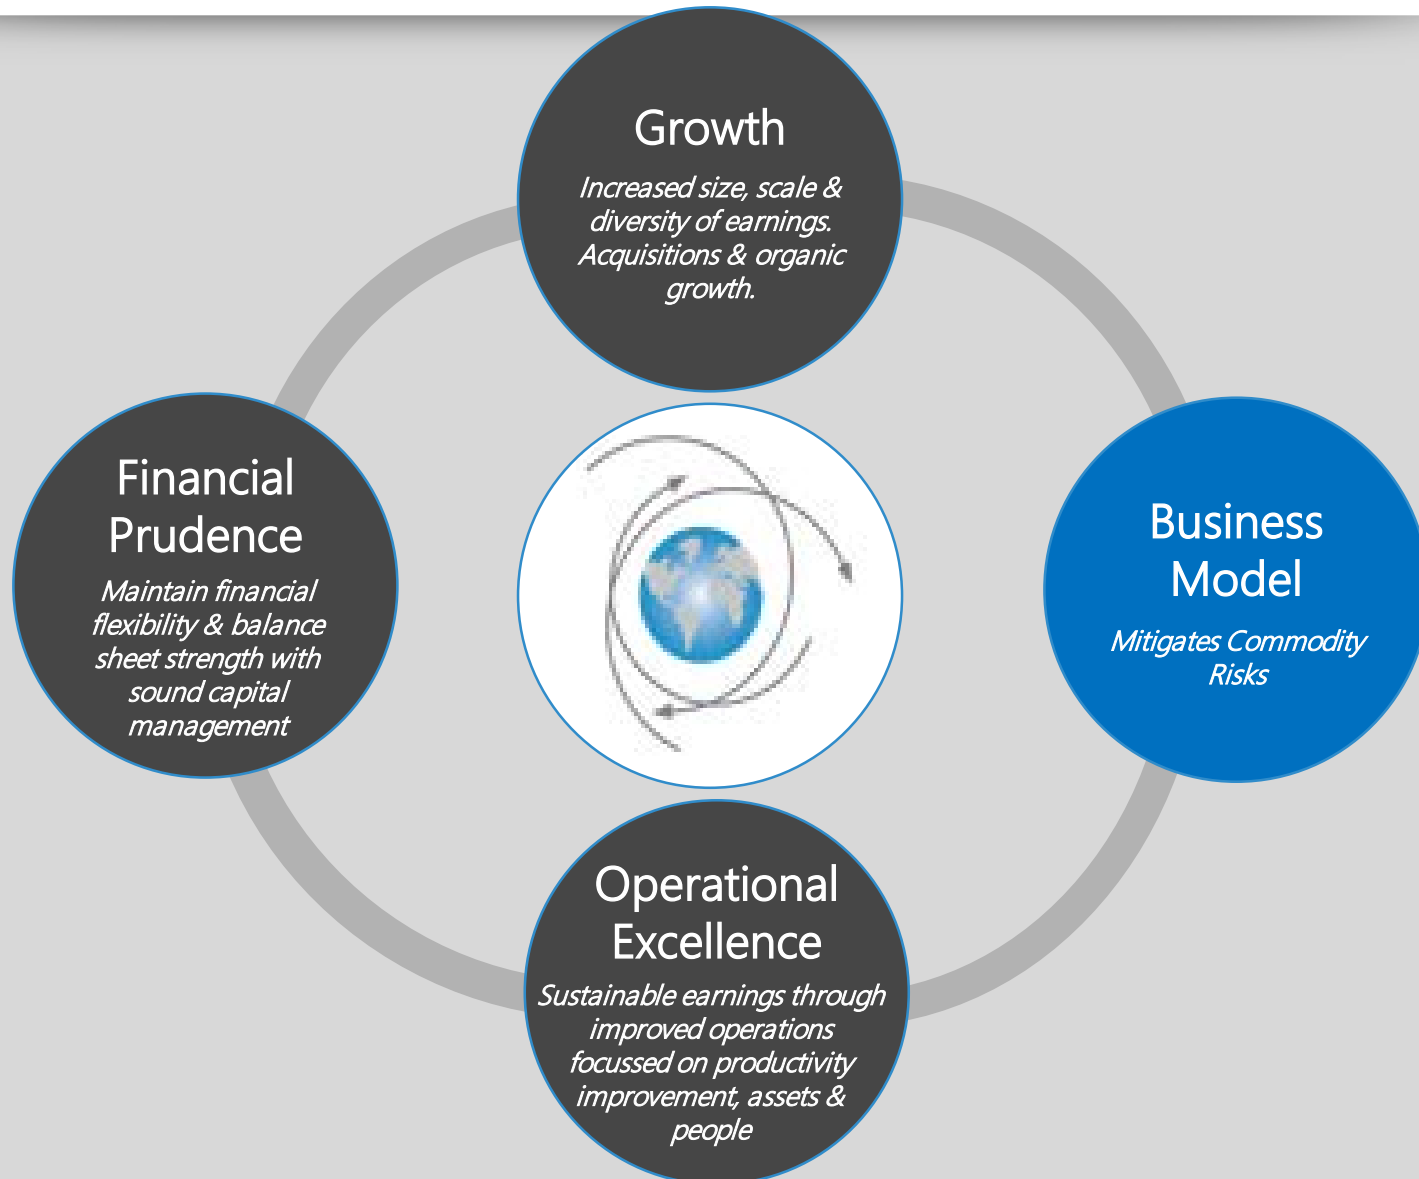 Growth
Increased size, scale &
diversity of earnings.
Acquisitions & organic
growth.
Financial
Prudence
Maintain financial
flexibility & balance
sheet strength with
sound capital
management
Business
Model
Mitigates Commodity
Risks
Operational
Excellence
Sustainable earnings through
improved operations
focussed on productivity
improvement, assets &
people